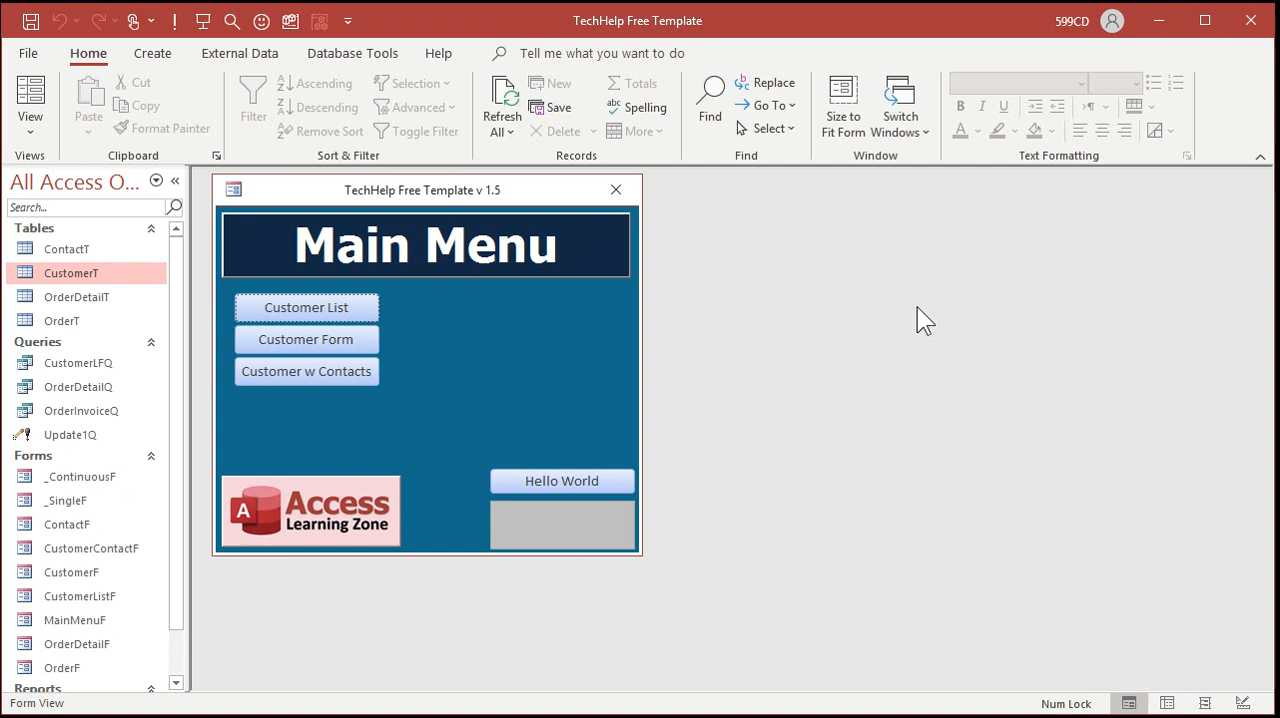 TechHelp Free Template
599CD
File Home Create External Data Database Tools Help Tell me what you want to do
View
Views
Paste
Cut
Copy
Format Painter
Clipboard
Filter
Ascending
Descending
Remove Sort
Selection
Advanced
Toggle Filter
Sort & Filter
Refresh
All
New
Save
Delete
Totals
Spelling
More
Records
Find
Replace
Go To
Select
Find
Size to
Fit Form
Switch
Windows
Window
B I U
A
Text Formatting
All Access O...
Search...
Tables
ContactT
CustomerT
OrderDetailT
OrderT
Queries
CustomerLFQ
OrderDetailQ
OrderInvoiceQ
Update1Q
Forms
_ContinuousF
_SingleF
ContactF
CustomerContactF
CustomerF
CustomerListF
MainMenuF
OrderDetailF
OrderF
Reports
TechHelp Free Template v 1.5
Main Menu
Customer List
Customer Form
Customer w Contacts
Hello World
A Access
Learning Zone
Form View
Num Lock